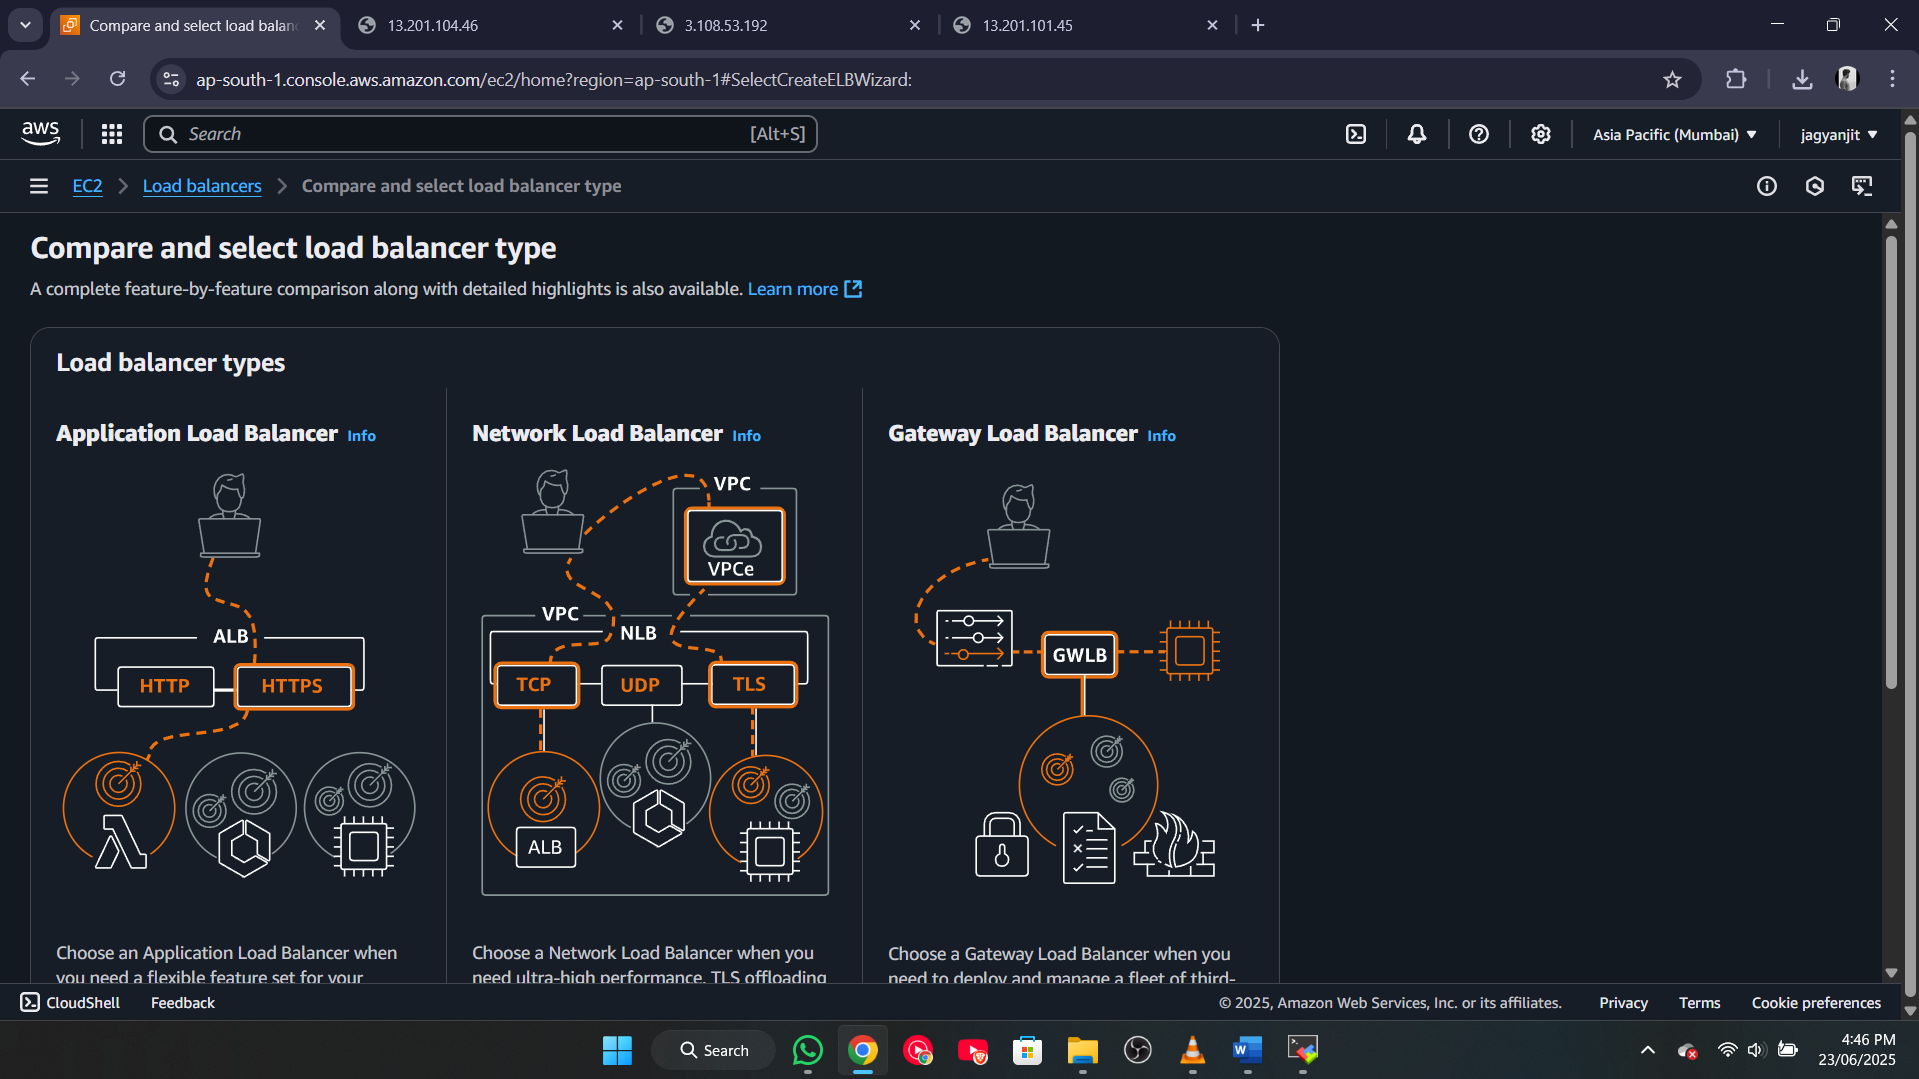 Compare and select load balan
13.201.104.46
3.108.53.192
13.201.101.45
ap-south-1.console.aws.amazon.com/ec2/home?region=ap-south-1#SelectCreateELBWizard:
aws
Search
[Alt+S]
Asia Pacific (Mumbai)
jagyanjit
EC2
Load balancers
Compare and select load balancer type
Compare and select load balancer type
A complete feature-by-feature comparison along with detailed highlights is also available. Learn more
Load balancer types
Application Load Balancer Info
ALB
HTTP
HTTPS
Choose an Application Load Balancer when
you need a flexible feature set for your
Network Load Balancer Info
VPC
VPCe
VPC
NLB
TCP
UDP
TLS
ALB
Choose a Network Load Balancer when you
need ultra-high performance, TLS offloading
Gateway Load Balancer Info
GWLB
Choose a Gateway Load Balancer when you
need to deploy and manage a fleet of third-
CloudShell
Feedback
© 2025, Amazon Web Services, Inc. or its affiliates.
Privacy
Terms
Cookie preferences
Search
4:46 PM
23/06/2025